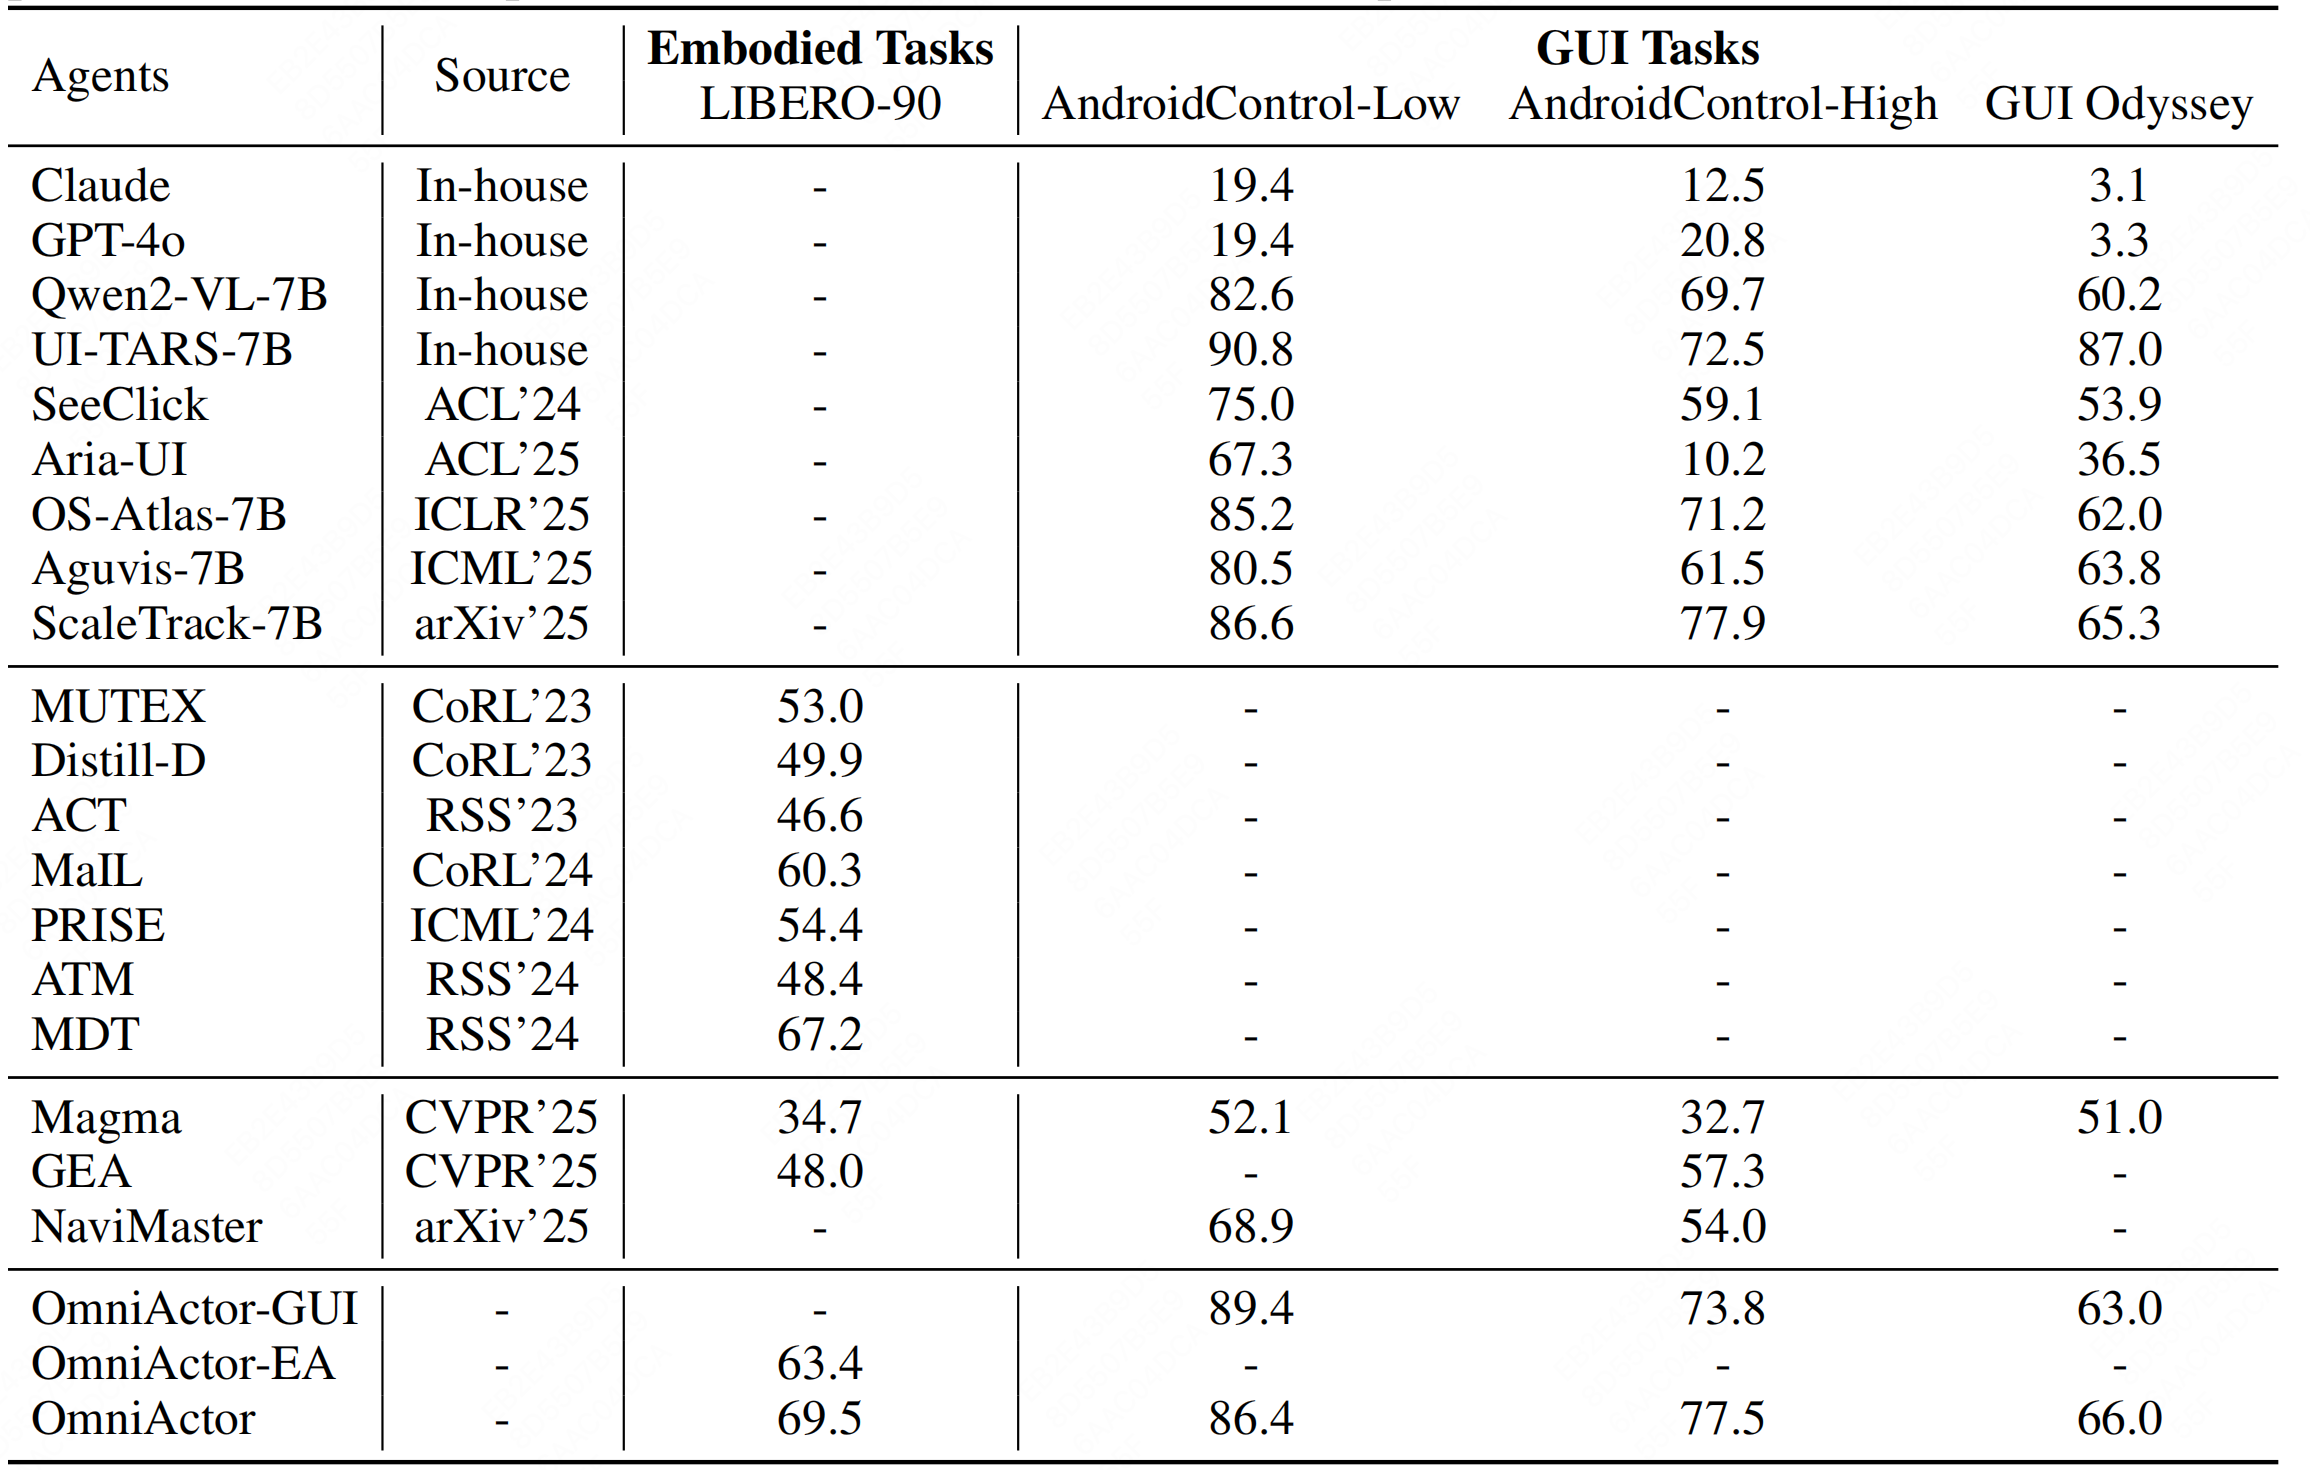 Embodied Tasks GUI Tasks
Agents Source LIBERO-90 AndroidControl-Low AndroidControl-High GUI Odyssey
Claude In-house - 19.4 12.5 3.1
GPT-4o In-house - 19.4 20.8 3.3
Qwen2-VL-7B In-house - 82.6 69.7 60.2
UI-TARS-7B In-house - 90.8 72.5 87.0
SeeClick ACL’24 - 75.0 59.1 53.9
Aria-UI ACL’25 - 67.3 10.2 36.5
OS-Atlas-7B ICLR’25 - 85.2 71.2 62.0
Aguvis-7B ICML’25 - 80.5 61.5 63.8
ScaleTrack-7B arXiv’25 - 86.6 77.9 65.3
MUTEX CoRL’23 53.0 - - -
Distill-D CoRL’23 49.9 - - -
ACT RSS’23 46.6 - - -
MaIL CoRL’24 60.3 - - -
PRISE ICML’24 54.4 - - -
ATM RSS’24 48.4 - - -
MDT RSS’24 67.2 - - -
Magma CVPR’25 34.7 52.1 32.7 51.0
GEA CVPR’25 48.0 - 57.3 -
NaviMaster arXiv’25 - 68.9 54.0 -
OmniActor-GUI - - 89.4 73.8 63.0
OmniActor-EA - 63.4 - - -
OmniActor - 69.5 86.4 77.5 66.0